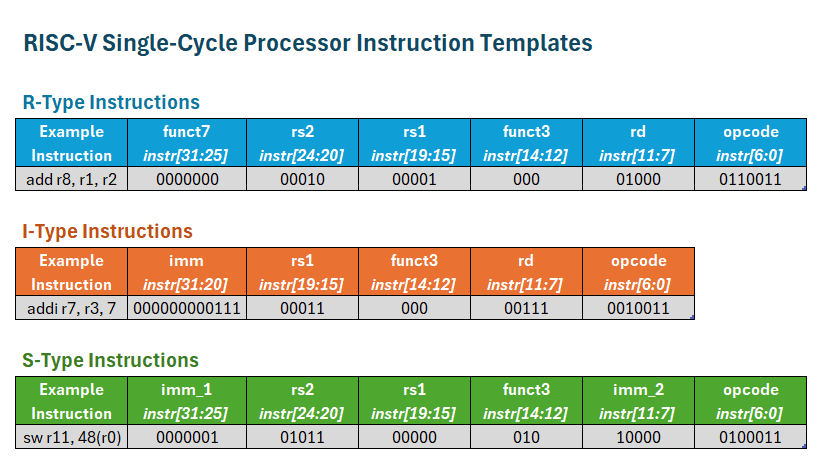 RISC-V Single-Cycle Processor Instruction Templates
R-Type Instructions
Example Instruction funct7 instr[31:25] rs2 instr[24:20] rs1 instr[19:15] funct3 instr[14:12] rd instr[11:7] opcode instr[6:0]
add r8, r1, r2 0000000 00010 00001 000 01000 0110011
I-Type Instructions
Example Instruction imm instr[31:20] rs1 instr[19:15] funct3 instr[14:12] rd instr[11:7] opcode instr[6:0]
addi r7, r3, 7 000000000111 00011 000 00111 0010011
S-Type Instructions
Example Instruction imm_1 instr[31:25] rs2 instr[24:20] rs1 instr[19:15] funct3 instr[14:12] imm_2 instr[11:7] opcode instr[6:0]
sw r11, 48(r0) 0000001 01011 00000 010 10000 0100011